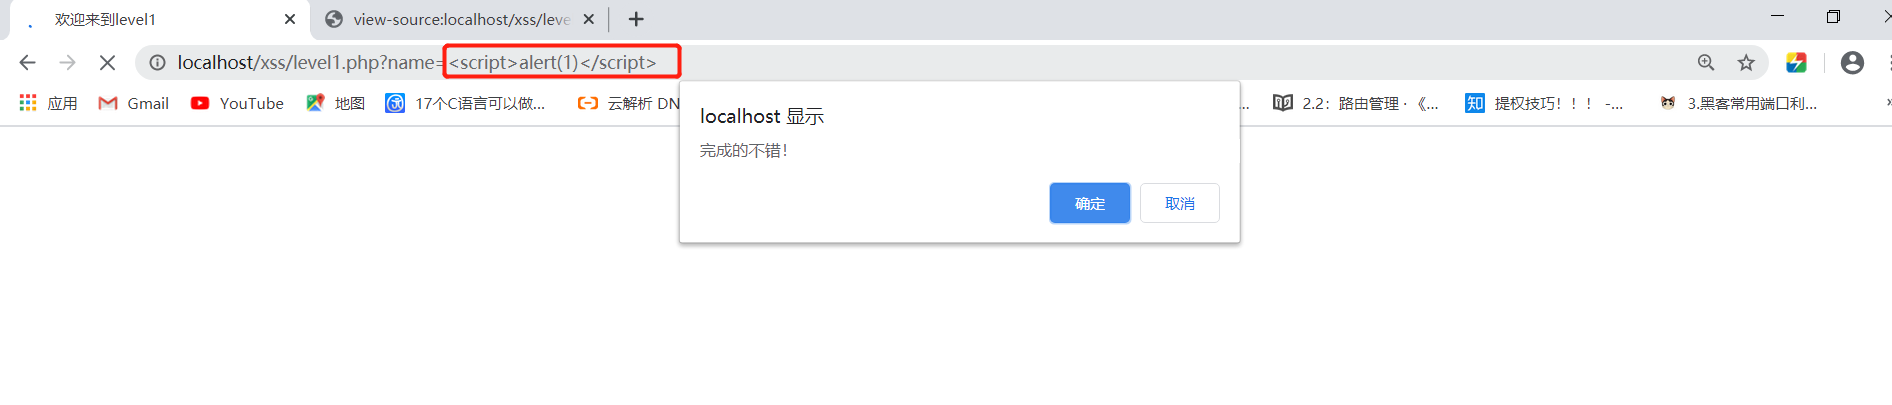 欢迎来到level1
view-source:localhost/xss/leve
localhost/xss/level1.php?name=<script>alert(1)</script>
应用 Gmail YouTube 地图 17个C语言可以做... 云解析 DN ... 2.2：路由管理 · 《... 提权技巧！！！ -... 3.黑客常用端口利...
知
localhost 显示
完成的不错！
确定 取消